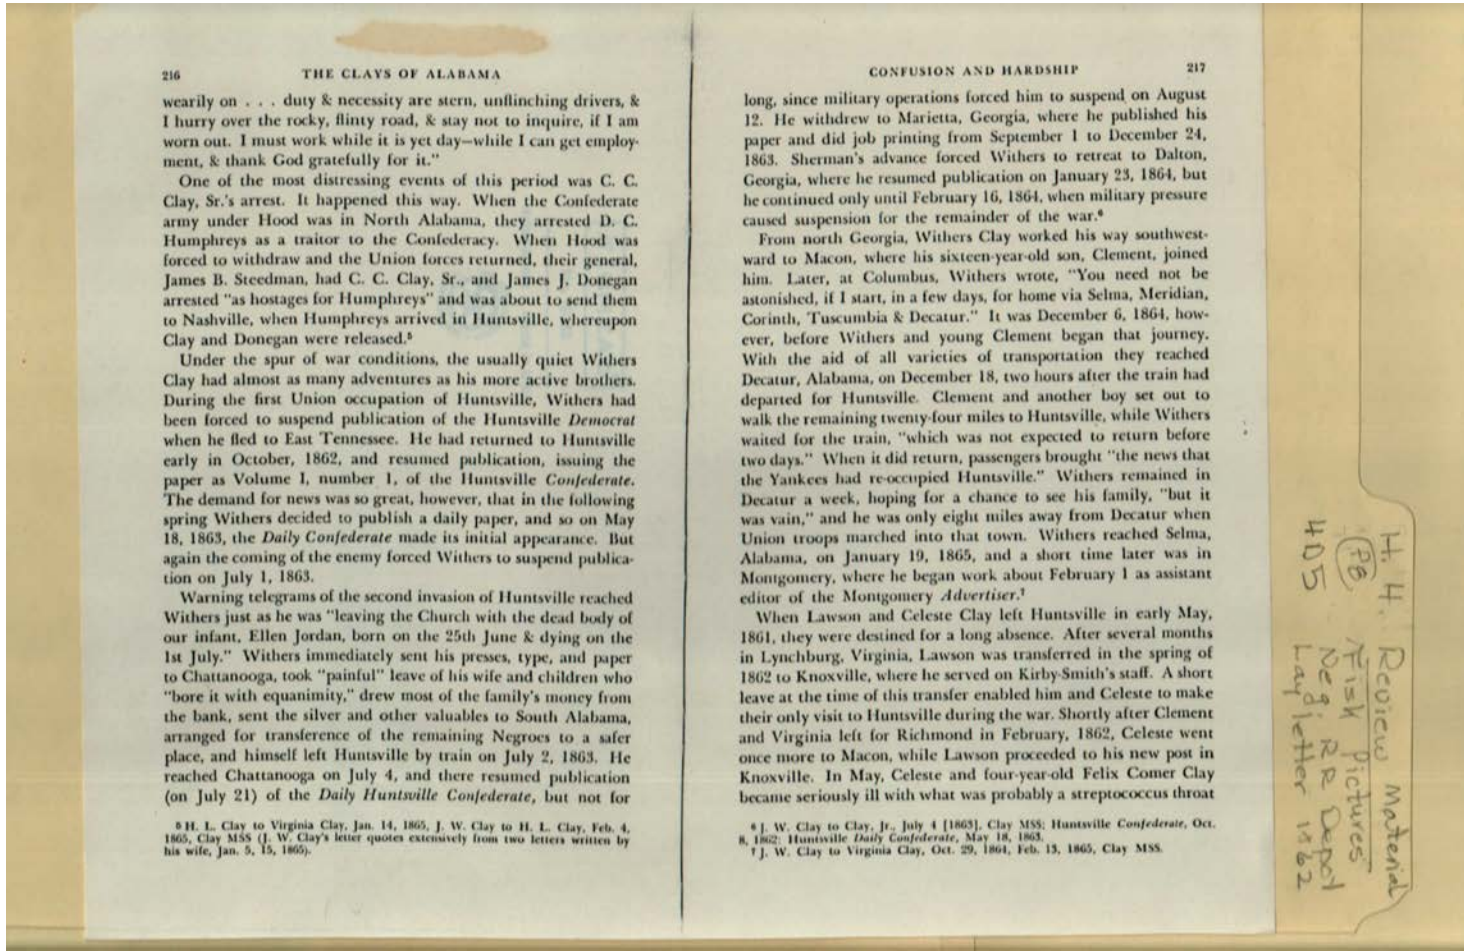 216
THE CLAYS OF ALABAMA
wearily on . . . duty & necessity are stern, unflinching drivers, &
I hurry over the rocky, flinty road, & stay not to inquire, if I am
worn out. I must work while it is yet day—while I can get employ-
ment, & thank God gratefully for it."
One of the most distressing events of this period was C. C.
Clay, Sr.'s arrest. It happened this way. When the Confederate
army under Hood was in North Alabama, they arrested D. C.
Humphreys as a traitor to the Confederacy. When Hood was
forced to withdraw and the Union forces returned, their general,
James B. Steedman, had C. C. Clay, Sr., and James J. Donegan
arrested "as hostages for Humphreys" and was about to send them
to Nashville, when Humphreys arrived in Huntsville, whereupon
Clay and Donegan were released.⁵
Under the spur of war conditions, the usually quiet Withers
Clay had almost as many adventures as his more active brothers.
During the first Union occupation of Huntsville, Withers had
been forced to suspend publication of the Huntsville Democrat
when he fled to East Tennessee. He had returned to Huntsville
early in October, 1862, and resumed publication, issuing the
paper as Volume I, number 1, of the Huntsville Confederate.
The demand for news was so great, however, that in the following
spring Withers decided to publish a daily paper, and so on May
18, 1863, the Daily Confederate made its initial appearance. But
again the coming of the enemy forced Withers to suspend publica-
tion on July 1, 1863.
Warning telegrams of the second invasion of Huntsville reached
Withers just as he was "leaving the Church with the dead body of
our infant, Ellen Jordan, born on the 25th June & dying on the
1st July." Withers immediately sent his presses, type, and paper
to Chattanooga, took "painful" leave of his wife and children who
"bore it with equanimity," drew most of the family's money from
the bank, sent the silver and other valuables to South Alabama,
arranged for transference of the remaining Negroes to a safer
place, and himself left Huntsville by train on July 2, 1863. He
reached Chattanooga on July 4, and there resumed publication
(on July 21) of the Daily Huntsville Confederate, but not for
⁵ H. L. Clay to Virginia Clay, Jan. 14, 1865, J. W. Clay to H. L. Clay, Feb. 4,
1865, Clay MSS (J. W. Clay's letter quotes extensively from two letters written by
his wife, Jan. 5, 15, 1865).
CONFUSION AND HARDSHIP
217
long, since military operations forced him to suspend on August
12. He withdrew to Marietta, Georgia, where he published his
paper and did job printing from September 1 to December 24,
1863. Sherman's advance forced Withers to retreat to Dalton,
Georgia, where he resumed publication on January 23, 1864, but
he continued only until February 16, 1864, when military pressure
caused suspension for the remainder of the war.⁶
From north Georgia, Withers Clay worked his way southwest-
ward to Macon, where his sixteen-year-old son, Clement, joined
him. Later, at Columbus, Withers wrote, "You need not be
astonished, if I start, in a few days, for home via Selma, Meridian,
Corinth, Tuscumbia & Decatur." It was December 6, 1864, how-
ever, before Withers and young Clement began that journey.
With the aid of all varieties of transportation they reached
Decatur, Alabama, on December 18, two hours after the train had
departed for Huntsville. Clement and another boy set out to
walk the remaining twenty-four miles to Huntsville, while Withers
waited for the train, "which was not expected to return before
two days." When it did return, passengers brought "the news that
the Yankees had re-occupied Huntsville." Withers remained in
Decatur a week, hoping for a chance to see his family, "but it
was vain," and he was only eight miles away from Decatur when
Union troops marched into that town. Withers reached Selma,
Alabama, on January 19, 1865, and a short time later was in
Montgomery, where he began work about February 1 as assistant
editor of the Montgomery Advertiser.⁷
When Lawson and Celeste Clay left Huntsville in early May,
1861, they were destined for a long absence. After several months
in Lynchburg, Virginia, Lawson was transferred in the spring of
1862 to Knoxville, where he served on Kirby-Smith's staff. A short
leave at the time of this transfer enabled him and Celeste to make
their only visit to Huntsville during the war. Shortly after Clement
and Virginia left for Richmond in February, 1862, Celeste went
once more to Macon, while Lawson proceeded to his new post in
Knoxville. In May, Celeste and four-year-old Felix Comer Clay
became seriously ill with what was probably a streptococcus throat
⁶ J. W. Clay to Clay, Jr., July 4 [1863], Clay MSS; Huntsville Confederate, Oct.
8, 1862; Huntsville Daily Confederate, May 18, 1863.
⁷ J. W. Clay to Virginia Clay, Oct. 29, 1864, Feb. 13, 1865, Clay MSS.
H. H. Review Material
PB Fisk Pictures
Neg: RR Depot
4D5 Lay letter 1862